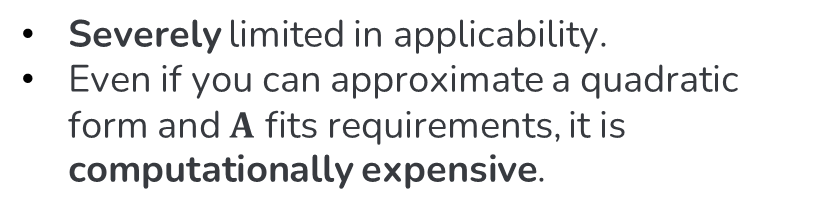 • Severely limited in applicability.
• Even if you can approximate a quadratic
form and A fits requirements, it is
computationally expensive.